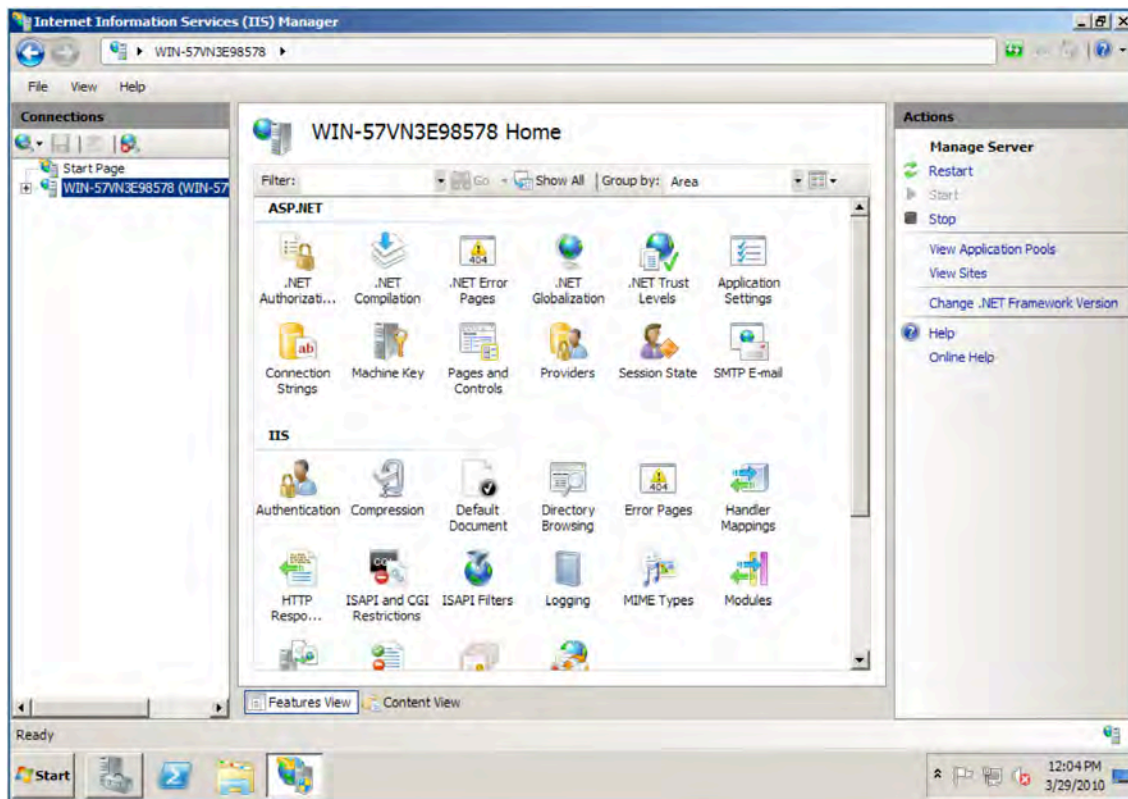 Internet Information Services (IIS) Manager
WIN-57VN3E98578
File View Help
Connections
Start Page
WIN-57VN3E98578 (WIN-57
WIN-57VN3E98578 Home
Filter: Go Show All Group by: Area
ASP.NET
.NET Authorizati...
.NET Compilation
.NET Error Pages
.NET Globalization
.NET Trust Levels
Application Settings
Connection Strings
Machine Key
Pages and Controls
Providers
Session State
SMTP E-mail
IIS
Authentication
Compression
Default Document
Directory Browsing
Error Pages
Handler Mappings
HTTP Respo...
ISAPI and CGI Restrictions
ISAPI Filters
Logging
MIME Types
Modules
Features View Content View
Actions
Manage Server
Restart
Start
Stop
View Application Pools
View Sites
Change .NET Framework Version
Help
Online Help
Ready
Start
12:04 PM
3/29/2010